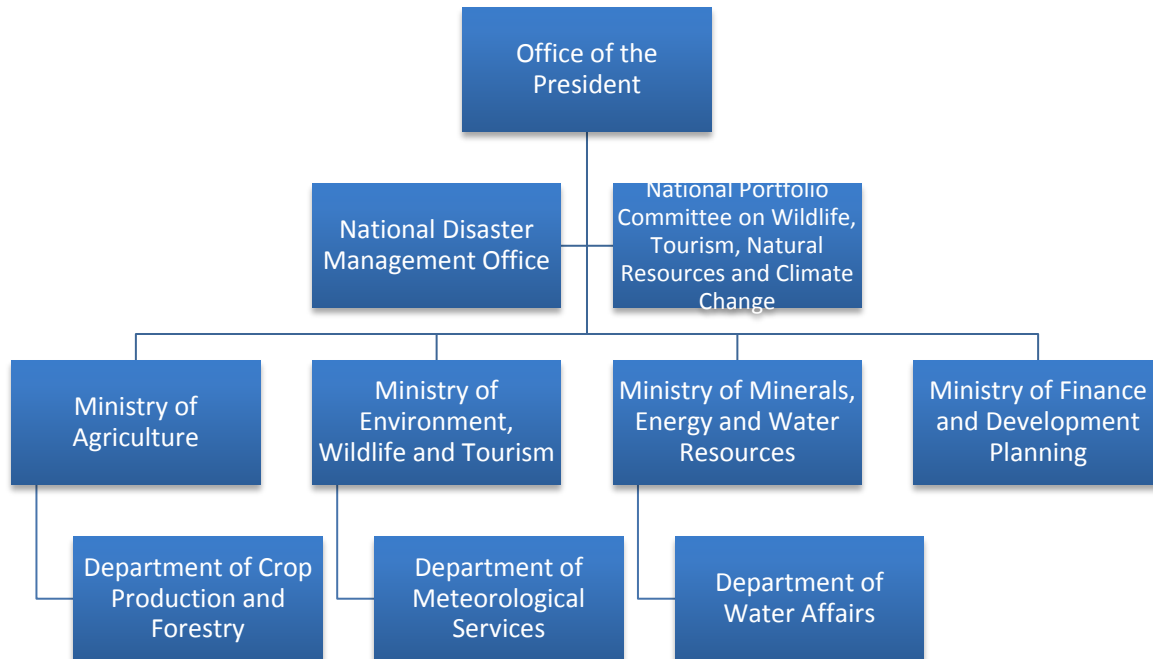 Office of the
President
National Disaster
Management Office
National Portfolio
Committee on Wildlife,
Tourism, Natural
Resources and Climate
Change
Ministry of
Agriculture
Ministry of
Environment,
Wildlife and Tourism
Ministry of Minerals,
Energy and Water
Resources
Ministry of Finance
and Development
Planning
Department of Crop
Production and
Forestry
Department of
Meteorological
Services
Department of
Water Affairs